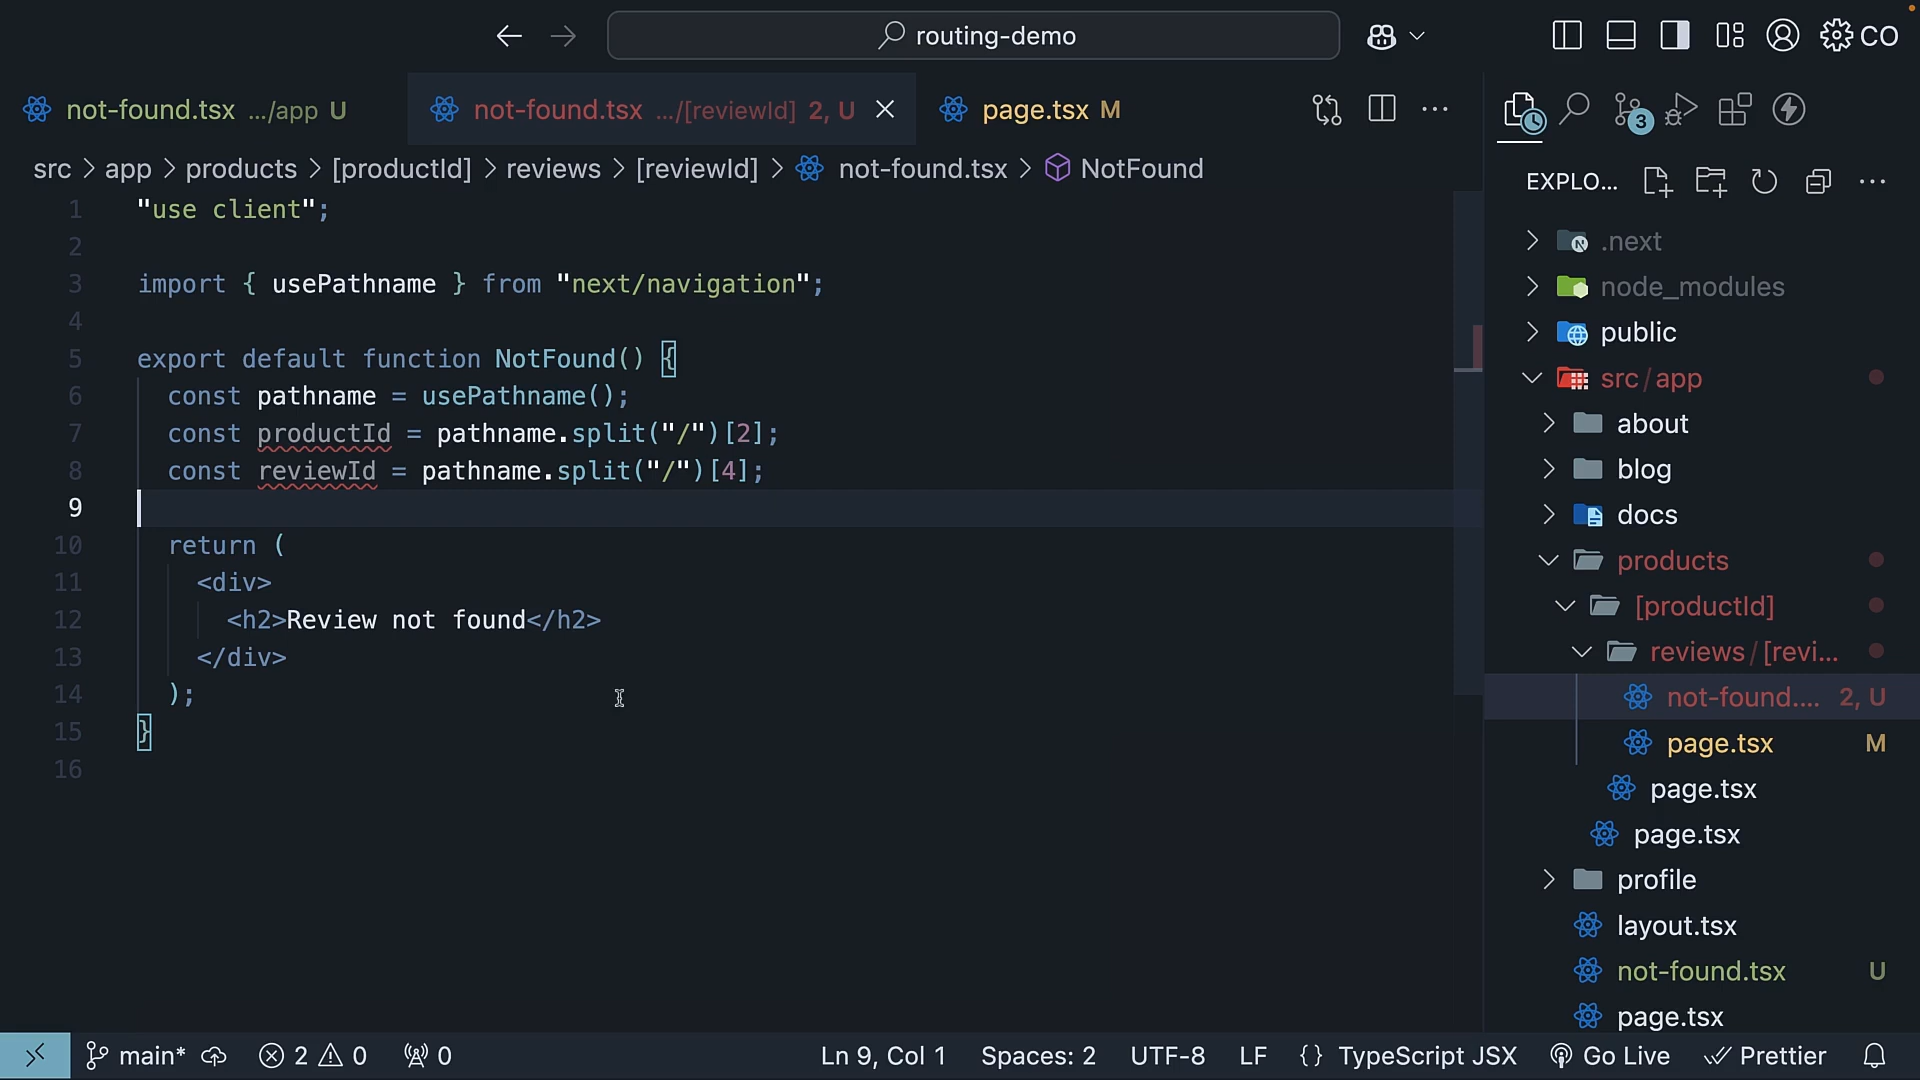 routing-demo
CO
not-found.tsx .../app U
not-found.tsx .../[reviewId] 2, U
page.tsx M
3
src > app > products > [productId] > reviews > [reviewId] > not-found.tsx > NotFound
1 "use client";
2
3 import { usePathname } from "next/navigation";
4
5 export default function NotFound() {
6 const pathname = usePathname();
7 const productId = pathname.split("/")[2];
8 const reviewId = pathname.split("/")[4];
9
10 return (
11 <div>
12 <h2>Review not found</h2>
13 </div>
14 );
15 }
16
EXPLO...
.next
node_modules
public
src/app
about
blog
docs
products
[productId]
reviews/[revi...
not-found.... 2, U
page.tsx M
page.tsx
page.tsx
profile
layout.tsx
not-found.tsx U
page.tsx
main* 2 0 0 Ln 9, Col 1 Spaces: 2 UTF-8 LF {} TypeScript JSX Go Live Prettier